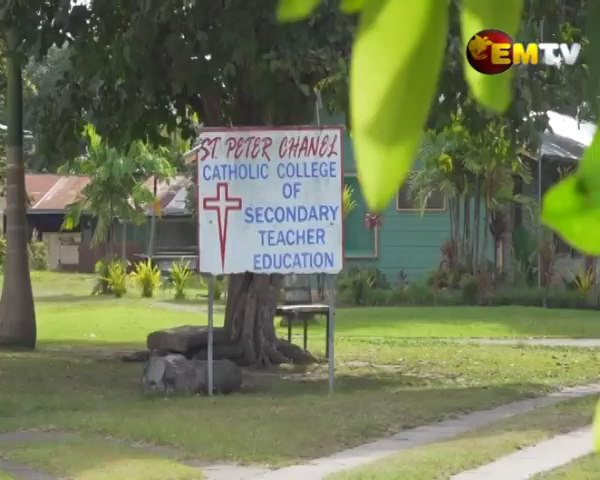 EMTV
ST. PETER CHANEL
CATHOLIC COLLEGE
OF
SECONDARY
TEACHER
EDUCATION